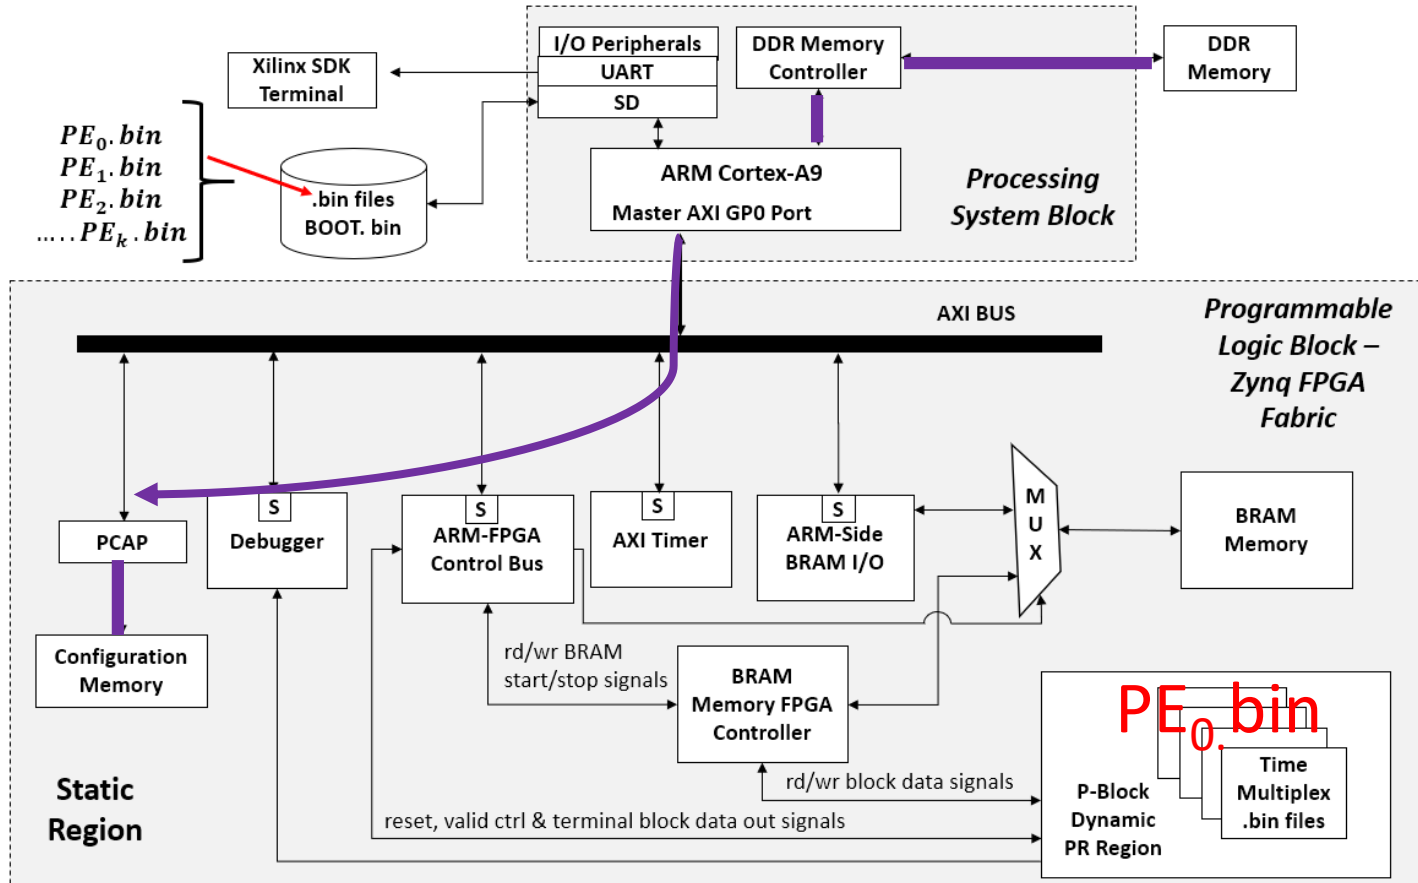 I/O Peripherals
UART
SD
DDR Memory
Controller
DDR
Memory
Xilinx SDK
Terminal
PE₀.bin
PE₁.bin
PE₂.bin
.....PEₖ.bin
.bin files
BOOT. bin
ARM Cortex-A9
Master AXI GP0 Port
Processing
System Block
AXI BUS
Programmable
Logic Block –
Zynq FPGA
Fabric
PCAP
S
Debugger
S
ARM-FPGA
Control Bus
S
AXI Timer
S
ARM-Side
BRAM I/O
M
U
X
BRAM
Memory
Configuration
Memory
rd/wr BRAM
start/stop signals
BRAM
Memory FPGA
Controller
rd/wr block data signals
reset, valid ctrl & terminal block data out signals
Static
Region
PE₀.bin
P-Block
Dynamic
PR Region
Time
Multiplex
.bin files